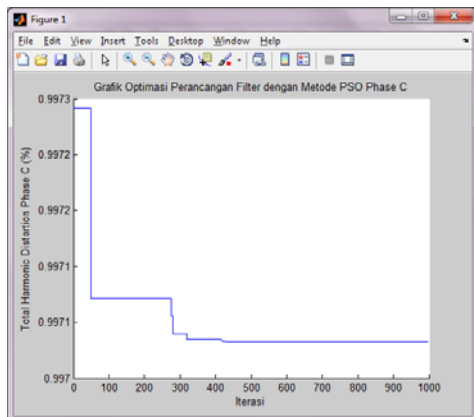 Figure 1
File Edit View Insert Tools Desktop Window Help
Grafik Optimasi Perancangan Filter dengan Metode PSO Phase C
Total Harmonic Distortion Phase C (%)
0.9973
0.9972
0.9972
0.9971
0.9971
0.997
0 100 200 300 400 500 600 700 800 900 1000
Iterasi